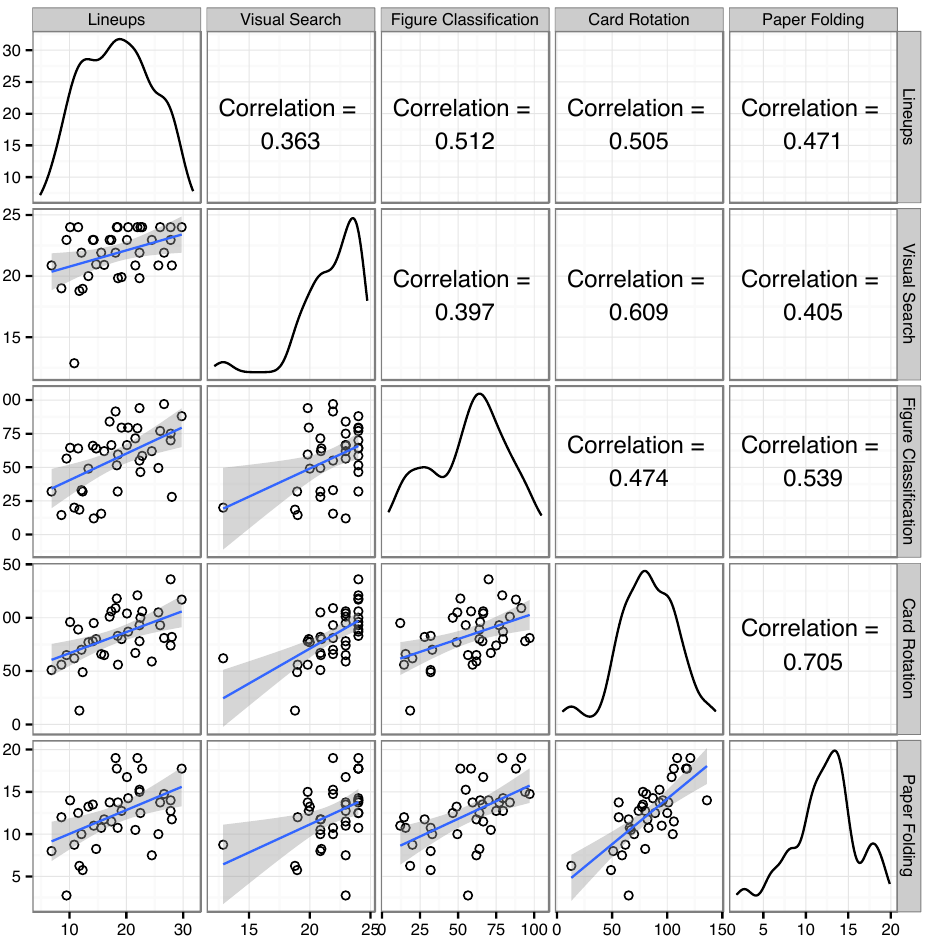 Lineups Visual Search Figure Classification Card Rotation Paper Folding
30
25
20
15
10
Correlation =
0.363
Correlation =
0.512
Correlation =
0.505
Correlation =
0.471
Lineups
25
20
15
Correlation =
0.397
Correlation =
0.609
Correlation =
0.405
Visual Search
00
75
50
25
0
Correlation =
0.474
Correlation =
0.539
Figure Classification
50
00
50
0
Correlation =
0.705
Card Rotation
20
15
10
5
Paper Folding
10 20 30 15 20 25 0 25 50 75 100 0 50 100 150 5 10 15 20